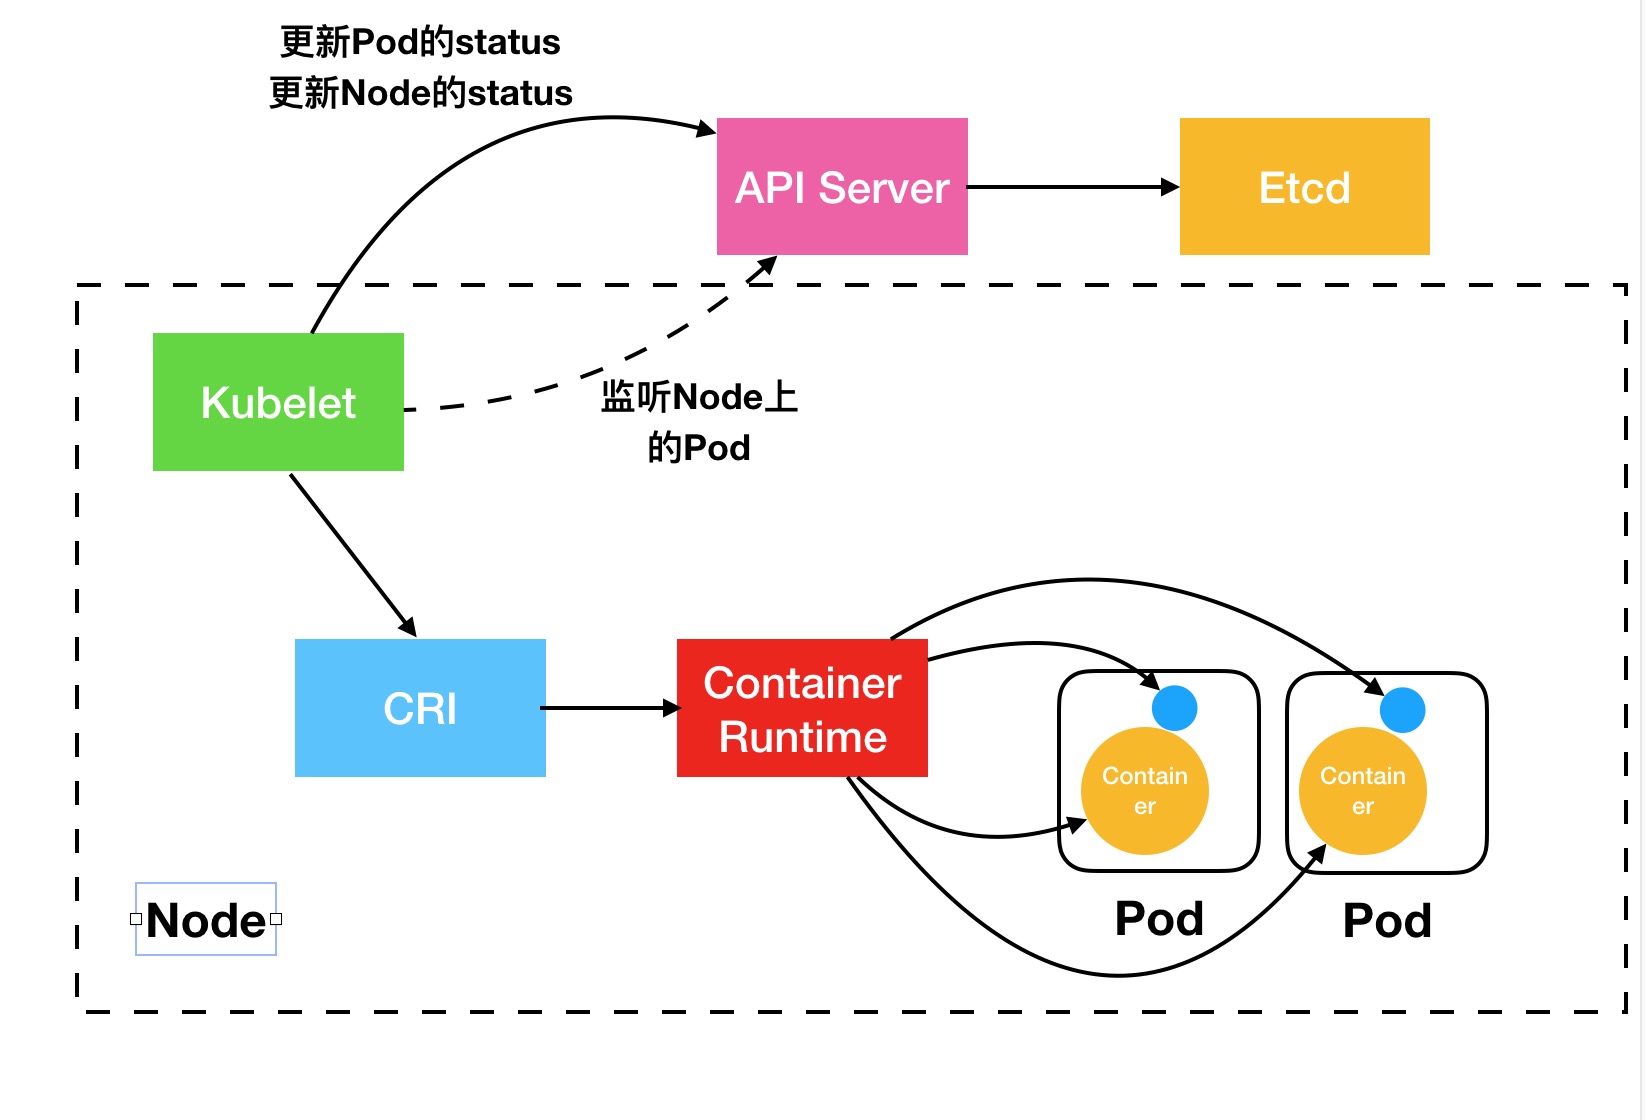 更新Pod的status
更新Node的status
API Server
Etcd
Kubelet
监听Node上
的Pod
CRI
Container
Runtime
Contain
er
Contain
er
Pod
Pod
Node